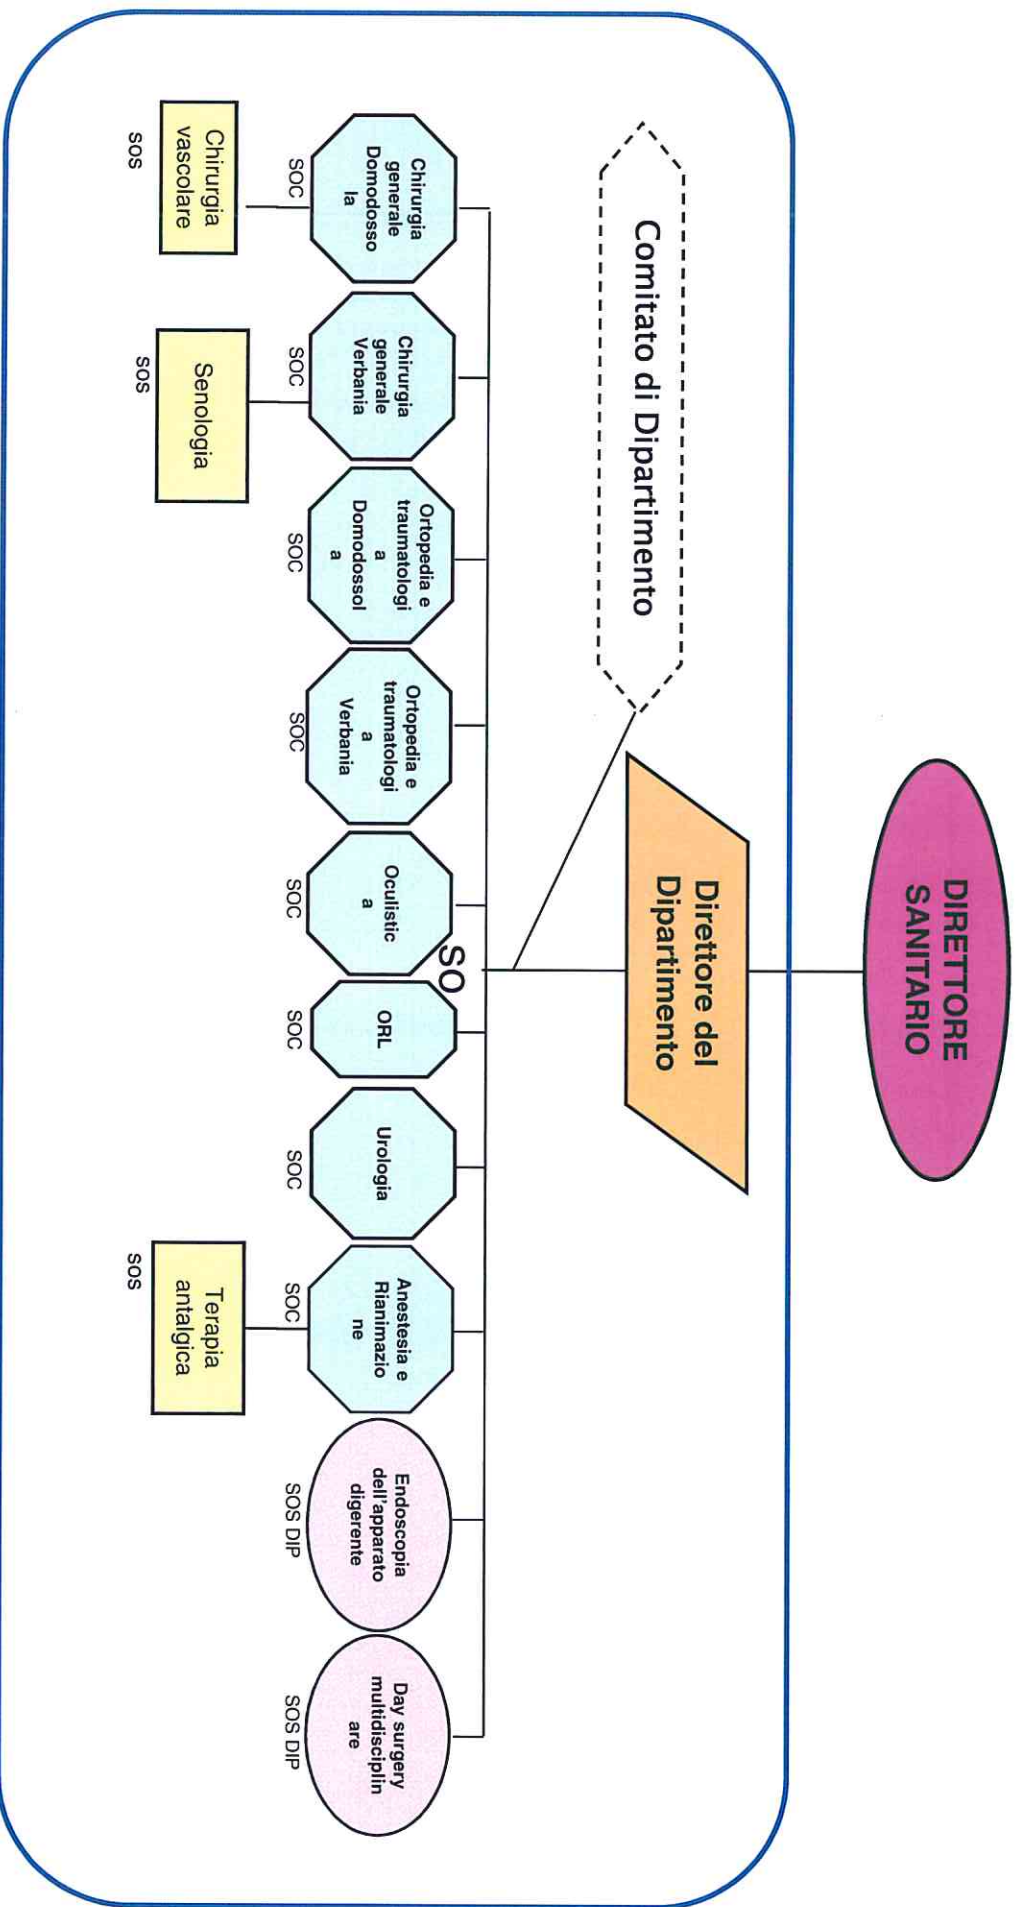 DIRETTORE
SANITARIO
Direttore del
Dipartimento
Comitato di Dipartimento
SO
Chirurgia
generale
Domodosso
la
SOC
Chirurgia
generale
Verbania
SOC
Ortopedia e
traumatologi
a
Domodossol
a
SOC
Ortopedia e
traumatologi
a
Verbania
SOC
Oculistic
a
SOC
ORL
SOC
Urologia
SOC
Anestesia e
Rianimazio
ne
SOC
Endoscopia
dell'apparato
digerente
SOS DIP
Day surgery
multidisciplin
are
SOS DIP
Chirurgia
vascolare
SOS
Senologia
SOS
Terapia
antalgica
SOS